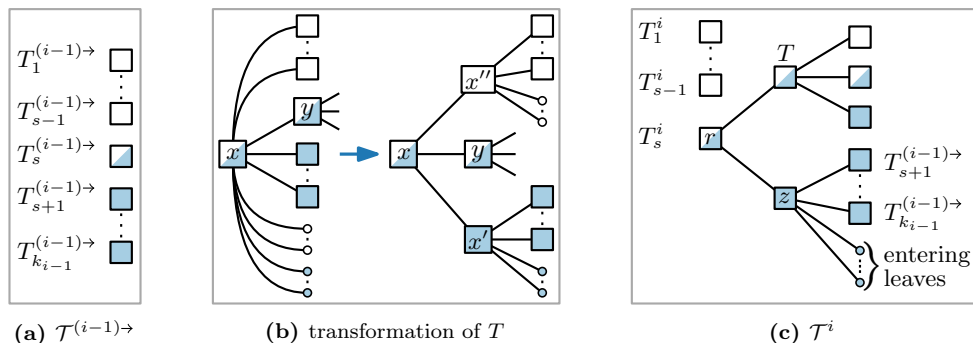 T_1^{(i-1)→}
T_{s-1}^{(i-1)→}
T_s^{(i-1)→}
T_{s+1}^{(i-1)→}
T_{k_{i-1}}^{(i-1)→}
(a) 𝒯^{(i-1)→}
x
y
x
x''
y
x'
(b) transformation of T
T_1^i
T_{s-1}^i
T_s^i
r
T
z
T_{s+1}^{(i-1)→}
T_{k_{i-1}}^{(i-1)→}
entering
leaves
(c) 𝒯^i